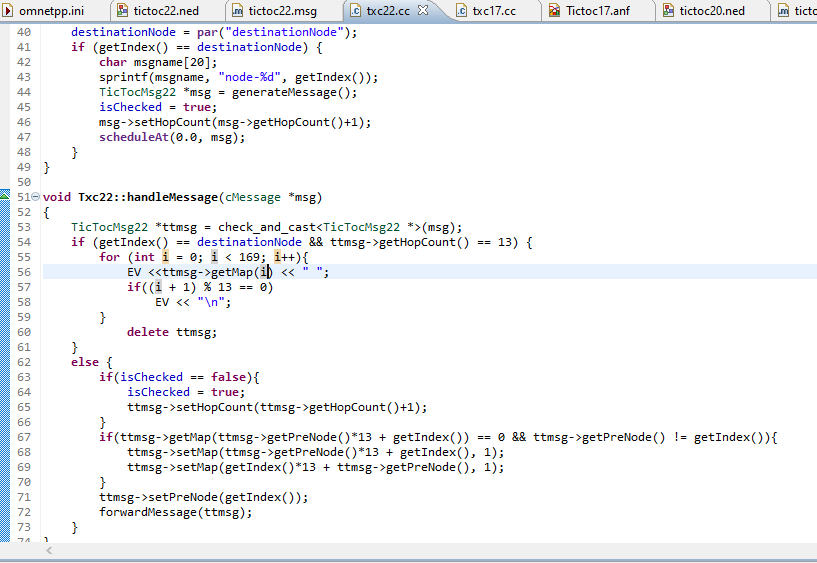 omnetpp.ini tictoc22.ned tictoc22.msg txc22.cc txc17.cc Tictoc17.anf tictoc20.ned tictc
40     destinationNode = par("destinationNode");
41     if (getIndex() == destinationNode) {
42         char msgname[20];
43         sprintf(msgname, "node-%d", getIndex());
44         TicTocMsg22 *msg = generateMessage();
45         isChecked = true;
46         msg->setHopCount(msg->getHopCount()+1);
47         scheduleAt(0.0, msg);
48     }
49 }
50
51 void Txc22::handleMessage(cMessage *msg)
52 {
53     TicTocMsg22 *ttmsg = check_and_cast<TicTocMsg22 *>(msg);
54     if (getIndex() == destinationNode && ttmsg->getHopCount() == 13) {
55         for (int i = 0; i < 169; i++){
56             EV <<ttmsg->getMap(i) << " ";
57             if((i + 1) % 13 == 0)
58                 EV << "\n";
59         }
60             delete ttmsg;
61     }
62     else {
63         if(isChecked == false){
64             isChecked = true;
65             ttmsg->setHopCount(ttmsg->getHopCount()+1);
66         }
67         if(ttmsg->getMap(ttmsg->getPreNode()*13 + getIndex()) == 0 && ttmsg->getPreNode() != getIndex()){
68             ttmsg->setMap(ttmsg->getPreNode()*13 + getIndex(), 1);
69             ttmsg->setMap(getIndex()*13 + ttmsg->getPreNode(), 1);
70         }
71         ttmsg->setPreNode(getIndex());
72         forwardMessage(ttmsg);
73     }
74 }